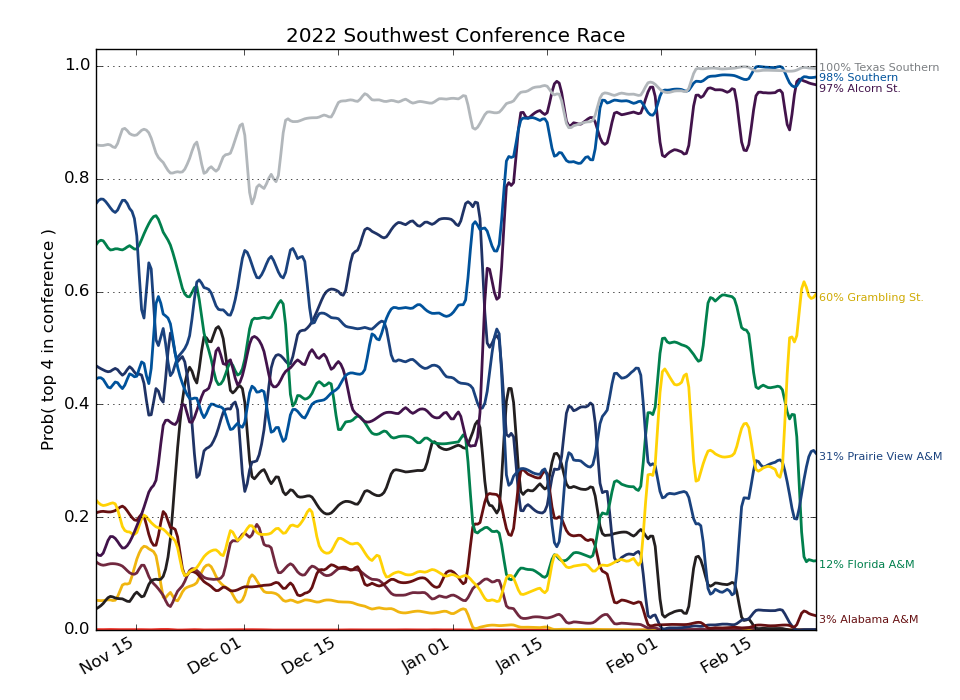 2022 Southwest Conference Race
Prob( top 4 in conference )
1.0
0.8
0.6
0.4
0.2
0.0
Nov 15
Dec 01
Dec 15
Jan 01
Jan 15
Feb 01
Feb 15
100% Texas Southern
98% Southern
97% Alcorn St.
60% Grambling St.
31% Prairie View A&M
12% Florida A&M
3% Alabama A&M